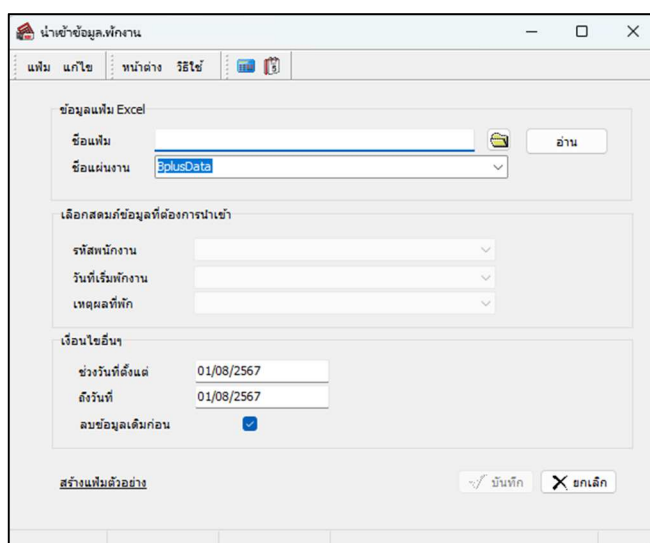 นำเข้าข้อมูล.พักงาน
แฟ้ม แก้ไข หน้าต่าง วิธีใช้
ข้อมูลแฟ้ม Excel
ชื่อแฟ้ม อ่าน
ชื่อแผ่นงาน BplusData
เลือกสดมภ์ข้อมูลที่ต้องการนำเข้า
รหัสพนักงาน
วันที่เริ่มพักงาน
เหตุผลที่พัก
เงื่อนไขอื่นๆ
ช่วงวันที่ตั้งแต่ 01/08/2567
ถึงวันที่ 01/08/2567
ลบข้อมูลเดิมก่อน
สร้างแฟ้มตัวอย่าง บันทึก ยกเลิก